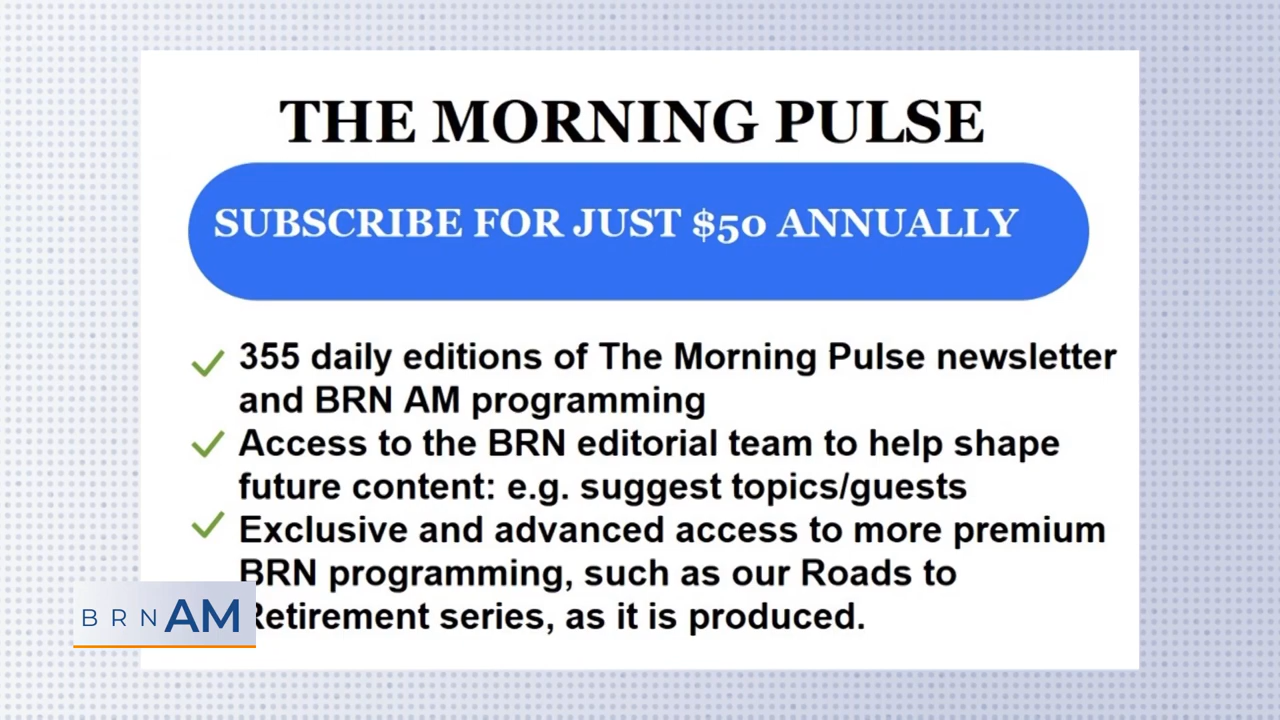 THE MORNING PULSE
SUBSCRIBE FOR JUST $50 ANNUALLY
355 daily editions of The Morning Pulse newsletter
and BRN AM programming
Access to the BRN editorial team to help shape
future content: e.g. suggest topics/guests
Exclusive and advanced access to more premium
BRN programming, such as our Roads to
Retirement series, as it is produced.
BRN AM